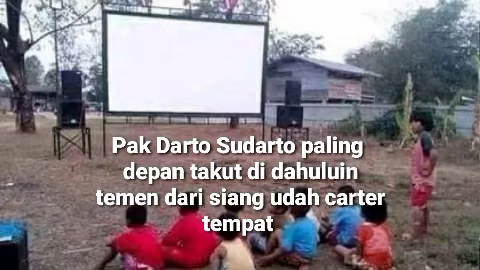 Pak Darto Sudarto paling
depan takut di dahuluin
temen dari siang udah carter
tempat